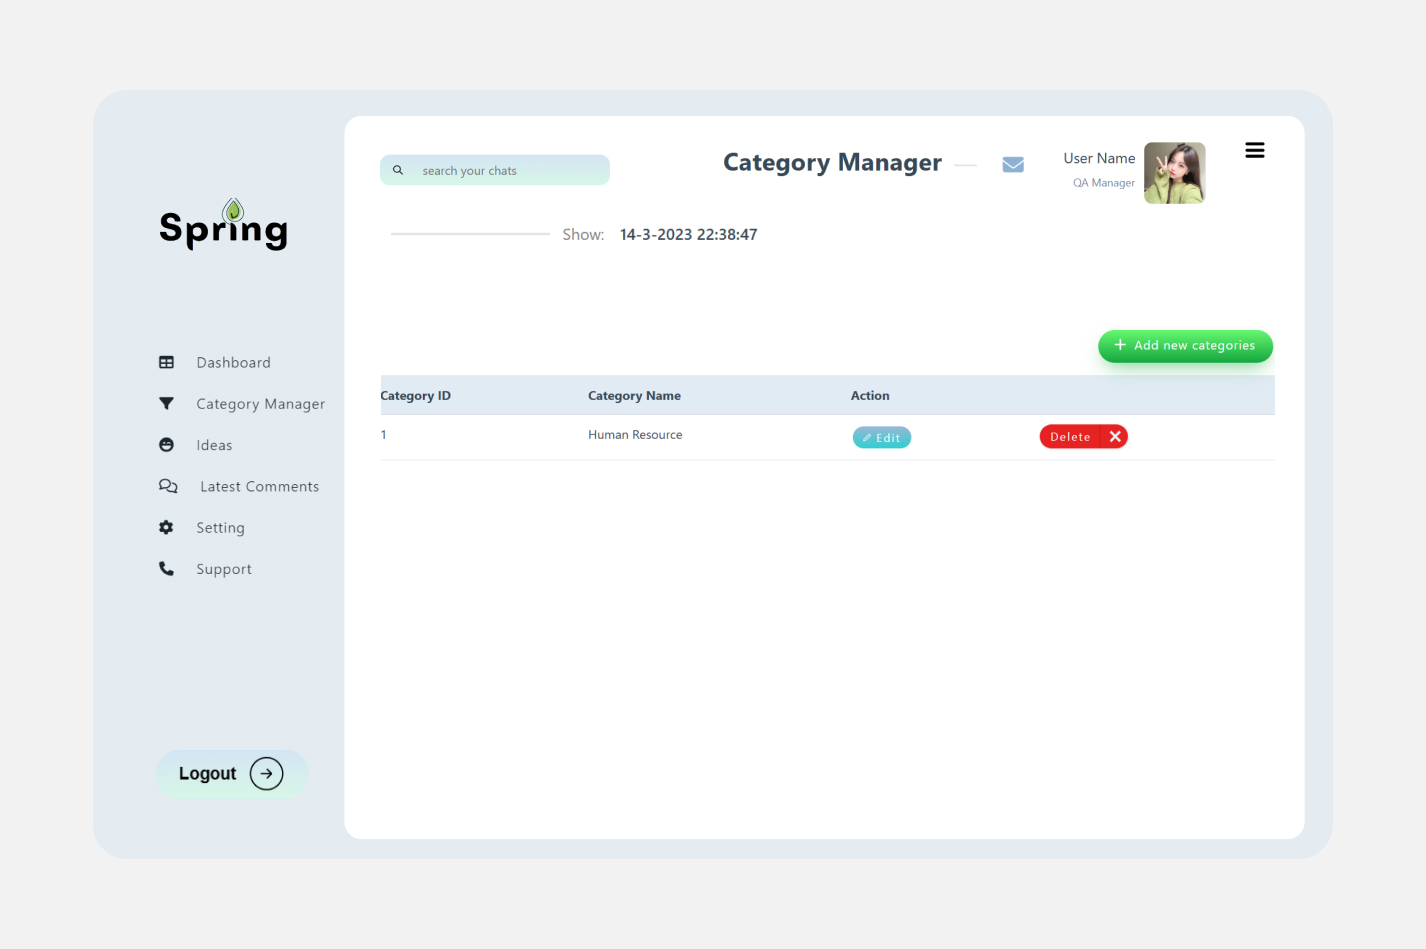 Spring
Dashboard
Category Manager
Ideas
Latest Comments
Setting
Support
Logout
search your chats
Category Manager
User Name
QA Manager
Show: 14-3-2023 22:38:47
Add new categories
Category ID Category Name Action
1 Human Resource Edit Delete